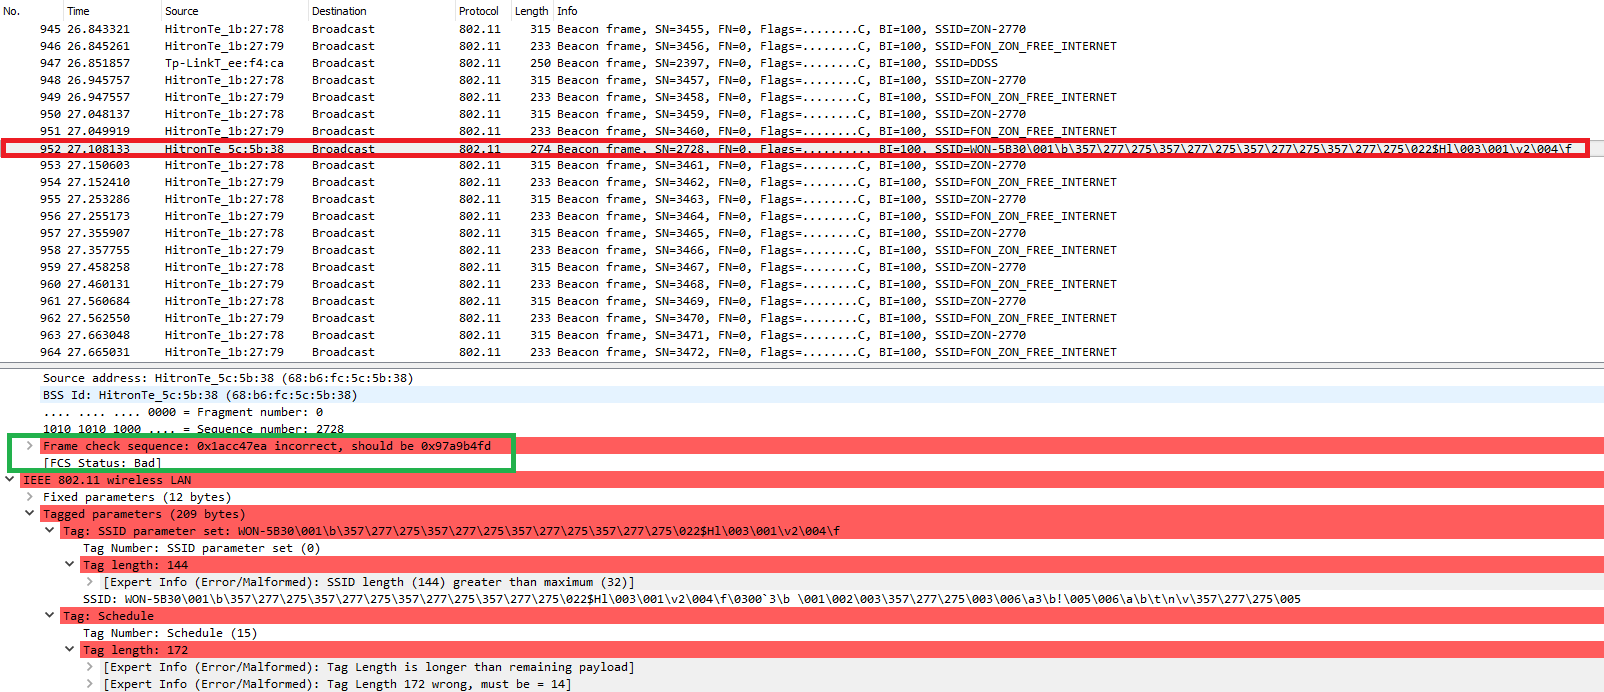 No. Time Source Destination Protocol Length Info
945 26.843321 HitronTe_1b:27:78 Broadcast 802.11 315 Beacon frame, SN=3455, FN=0, Flags=........C, BI=100, SSID=ZON-2770
946 26.845261 HitronTe_1b:27:79 Broadcast 802.11 233 Beacon frame, SN=3456, FN=0, Flags=........C, BI=100, SSID=FON_ZON_FREE_INTERNET
947 26.851857 Tp-LinkT_ee:f4:ca Broadcast 802.11 250 Beacon frame, SN=2397, FN=0, Flags=........C, BI=100, SSID=DDSS
948 26.945757 HitronTe_1b:27:78 Broadcast 802.11 315 Beacon frame, SN=3457, FN=0, Flags=........C, BI=100, SSID=ZON-2770
949 26.947557 HitronTe_1b:27:79 Broadcast 802.11 233 Beacon frame, SN=3458, FN=0, Flags=........C, BI=100, SSID=FON_ZON_FREE_INTERNET
950 27.048137 HitronTe_1b:27:78 Broadcast 802.11 315 Beacon frame, SN=3459, FN=0, Flags=........C, BI=100, SSID=ZON-2770
951 27.049919 HitronTe_1b:27:79 Broadcast 802.11 233 Beacon frame, SN=3460, FN=0, Flags=........C, BI=100, SSID=FON_ZON_FREE_INTERNET
952 27.108133 HitronTe_5c:5b:38 Broadcast 802.11 274 Beacon frame, SN=2728, FN=0, Flags=........C, BI=100, SSID=WON-5B30\001\b\357\277\275\357\277\275\357\277\275\357\277\275\022$Hl\003\001\v2\004\f
953 27.150603 HitronTe_1b:27:78 Broadcast 802.11 315 Beacon frame, SN=3461, FN=0, Flags=........C, BI=100, SSID=ZON-2770
954 27.152410 HitronTe_1b:27:79 Broadcast 802.11 233 Beacon frame, SN=3462, FN=0, Flags=........C, BI=100, SSID=FON_ZON_FREE_INTERNET
955 27.253286 HitronTe_1b:27:78 Broadcast 802.11 315 Beacon frame, SN=3463, FN=0, Flags=........C, BI=100, SSID=ZON-2770
956 27.255173 HitronTe_1b:27:79 Broadcast 802.11 233 Beacon frame, SN=3464, FN=0, Flags=........C, BI=100, SSID=FON_ZON_FREE_INTERNET
957 27.355907 HitronTe_1b:27:78 Broadcast 802.11 315 Beacon frame, SN=3465, FN=0, Flags=........C, BI=100, SSID=ZON-2770
958 27.357755 HitronTe_1b:27:79 Broadcast 802.11 233 Beacon frame, SN=3466, FN=0, Flags=........C, BI=100, SSID=FON_ZON_FREE_INTERNET
959 27.458258 HitronTe_1b:27:78 Broadcast 802.11 315 Beacon frame, SN=3467, FN=0, Flags=........C, BI=100, SSID=ZON-2770
960 27.460131 HitronTe_1b:27:79 Broadcast 802.11 233 Beacon frame, SN=3468, FN=0, Flags=........C, BI=100, SSID=FON_ZON_FREE_INTERNET
961 27.560684 HitronTe_1b:27:78 Broadcast 802.11 315 Beacon frame, SN=3469, FN=0, Flags=........C, BI=100, SSID=ZON-2770
962 27.562550 HitronTe_1b:27:79 Broadcast 802.11 233 Beacon frame, SN=3470, FN=0, Flags=........C, BI=100, SSID=FON_ZON_FREE_INTERNET
963 27.663048 HitronTe_1b:27:78 Broadcast 802.11 315 Beacon frame, SN=3471, FN=0, Flags=........C, BI=100, SSID=ZON-2770
964 27.665031 HitronTe_1b:27:79 Broadcast 802.11 233 Beacon frame, SN=3472, FN=0, Flags=........C, BI=100, SSID=FON_ZON_FREE_INTERNET
Source address: HitronTe_5c:5b:38 (68:b6:fc:5c:5b:38)
BSS Id: HitronTe_5c:5b:38 (68:b6:fc:5c:5b:38)
.... .... .... 0000 = Fragment number: 0
1010 1010 1000 .... = Sequence number: 2728
Frame check sequence: 0x1acc47ea incorrect, should be 0x97a9b4fd
[FCS Status: Bad]
IEEE 802.11 wireless LAN
Fixed parameters (12 bytes)
Tagged parameters (209 bytes)
Tag: SSID parameter set: WON-5B30\001\b\357\277\275\357\277\275\357\277\275\357\277\275\022$Hl\003\001\v2\004\f
Tag Number: SSID parameter set (0)
Tag length: 144
[Expert Info (Error/Malformed): SSID length (144) greater than maximum (32)]
SSID: WON-5B30\001\b\357\277\275\357\277\275\357\277\275\357\277\275\022$Hl\003\001\v2\004\f\0300`3\b \001\002\003\357\277\275\003\006\a3\b!\005\006\a\b\t\n\v\357\277\275\005
Tag: Schedule
Tag Number: Schedule (15)
Tag length: 172
[Expert Info (Error/Malformed): Tag Length is longer than remaining payload]
[Expert Info (Error/Malformed): Tag Length 172 wrong, must be = 14]